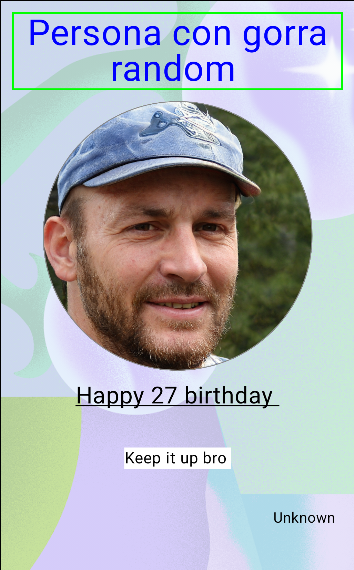 Persona con gorra
random
Happy 27 birthday
Keep it up bro
Unknown